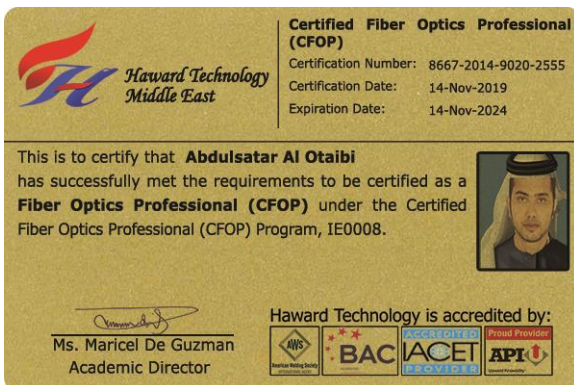 Haward Technology
Middle East
Certified Fiber Optics Professional
(CFOP)
Certification Number: 8667-2014-9020-2555
Certification Date: 14-Nov-2019
Expiration Date: 14-Nov-2024
This is to certify that Abdulsatar Al Otaibi
has successfully met the requirements to be certified as a
Fiber Optics Professional (CFOP) under the Certified
Fiber Optics Professional (CFOP) Program, IE0008.
Ms. Maricel De Guzman
Academic Director
Haward Technology is accredited by:
AWS
American Welding Society
BAC
ACCREDITED
IACET
PROVIDER
Proud Provider
API